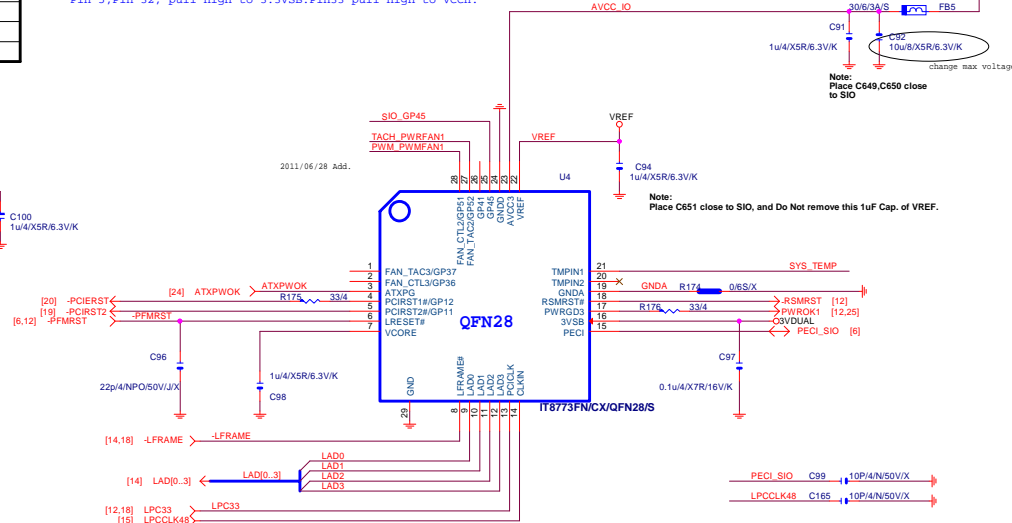 Pin 3,Pin 32, pull high to 3.3VSB.Pin33 pull high to VCCH.
AVCC_IO
30/6/3A/S
FB5
C91
1u/4/X5R/6.3V/K
C92
10u/8/X5R/6.3V/K
change max voltage
Note:
Place C649,C650 close
to SIO
SIO_GP45
TACH_PWRFAN1
PWM_PWMFAN1
VREF
VREF
2011/06/28 Add.
C94
1u/4/X5R/6.3V/K
U4
Note:
Place C651 close to SIO, and Do Not remove this 1uF Cap. of VREF.
C100
1u/4/X5R/6.3V/K
28
27
26
25
24
23
22
FAN_CTL2/GP51
FAN_TAC2/GP52
GP41
GP45
GNDD
AVCC3
VREF
1 FAN_TAC3/GP37
2 FAN_CTL3/GP36
3 ATXPG
4 PCIRST1#/GP12
5 PCIRST2#/GP11
6 LRESET#
7 VCORE
[24] ATXPWOK
ATXPWOK
[20] -PCIERST
R175
33/4
[19] -PCIRST2
[6,12] -PFMRST
-PFMRST
QFN28
TMPIN1 21
TMPIN2 20
GNDA 19
RSMRST# 18
PWRGD3 17
3VSB 16
PECI 15
SYS_TEMP
GNDA
R174
0/6S/X
-RSMRST [12]
R176
33/4
PWROK1 [12,25]
3VDUAL
PECI_SIO [6]
C96
22p/4/NPO/50V/J/X
1u/4/X5R/6.3V/K
C98
C97
0.1u/4/X7R/16V/K
GND
LFRAME#
LAD0
LAD1
LAD2
LAD3
PCICLK
CLKIN
29
8
9
10
11
12
13
14
IT8773FN/CX/QFN28/S
[14,18] -LFRAME
-LFRAME
[14] LAD[0..3]
LAD[0..3]
LAD0
LAD1
LAD2
LAD3
[12,18] LPC33
LPC33
[15] LPCCLK48
PECI_SIO
C99
10P/4/N/50V/X
LPCCLK48
C165
10P/4/N/50V/X